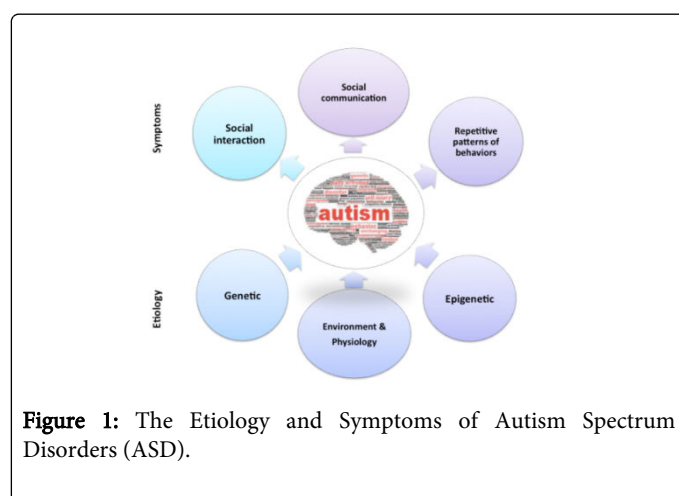 Symptoms
Social
communication
Social
interaction
Repetitive
patterns of
behaviors
autism
Etiology
Genetic
Environment &
Physiology
Epigenetic
Figure 1: The Etiology and Symptoms of Autism Spectrum
Disorders (ASD).